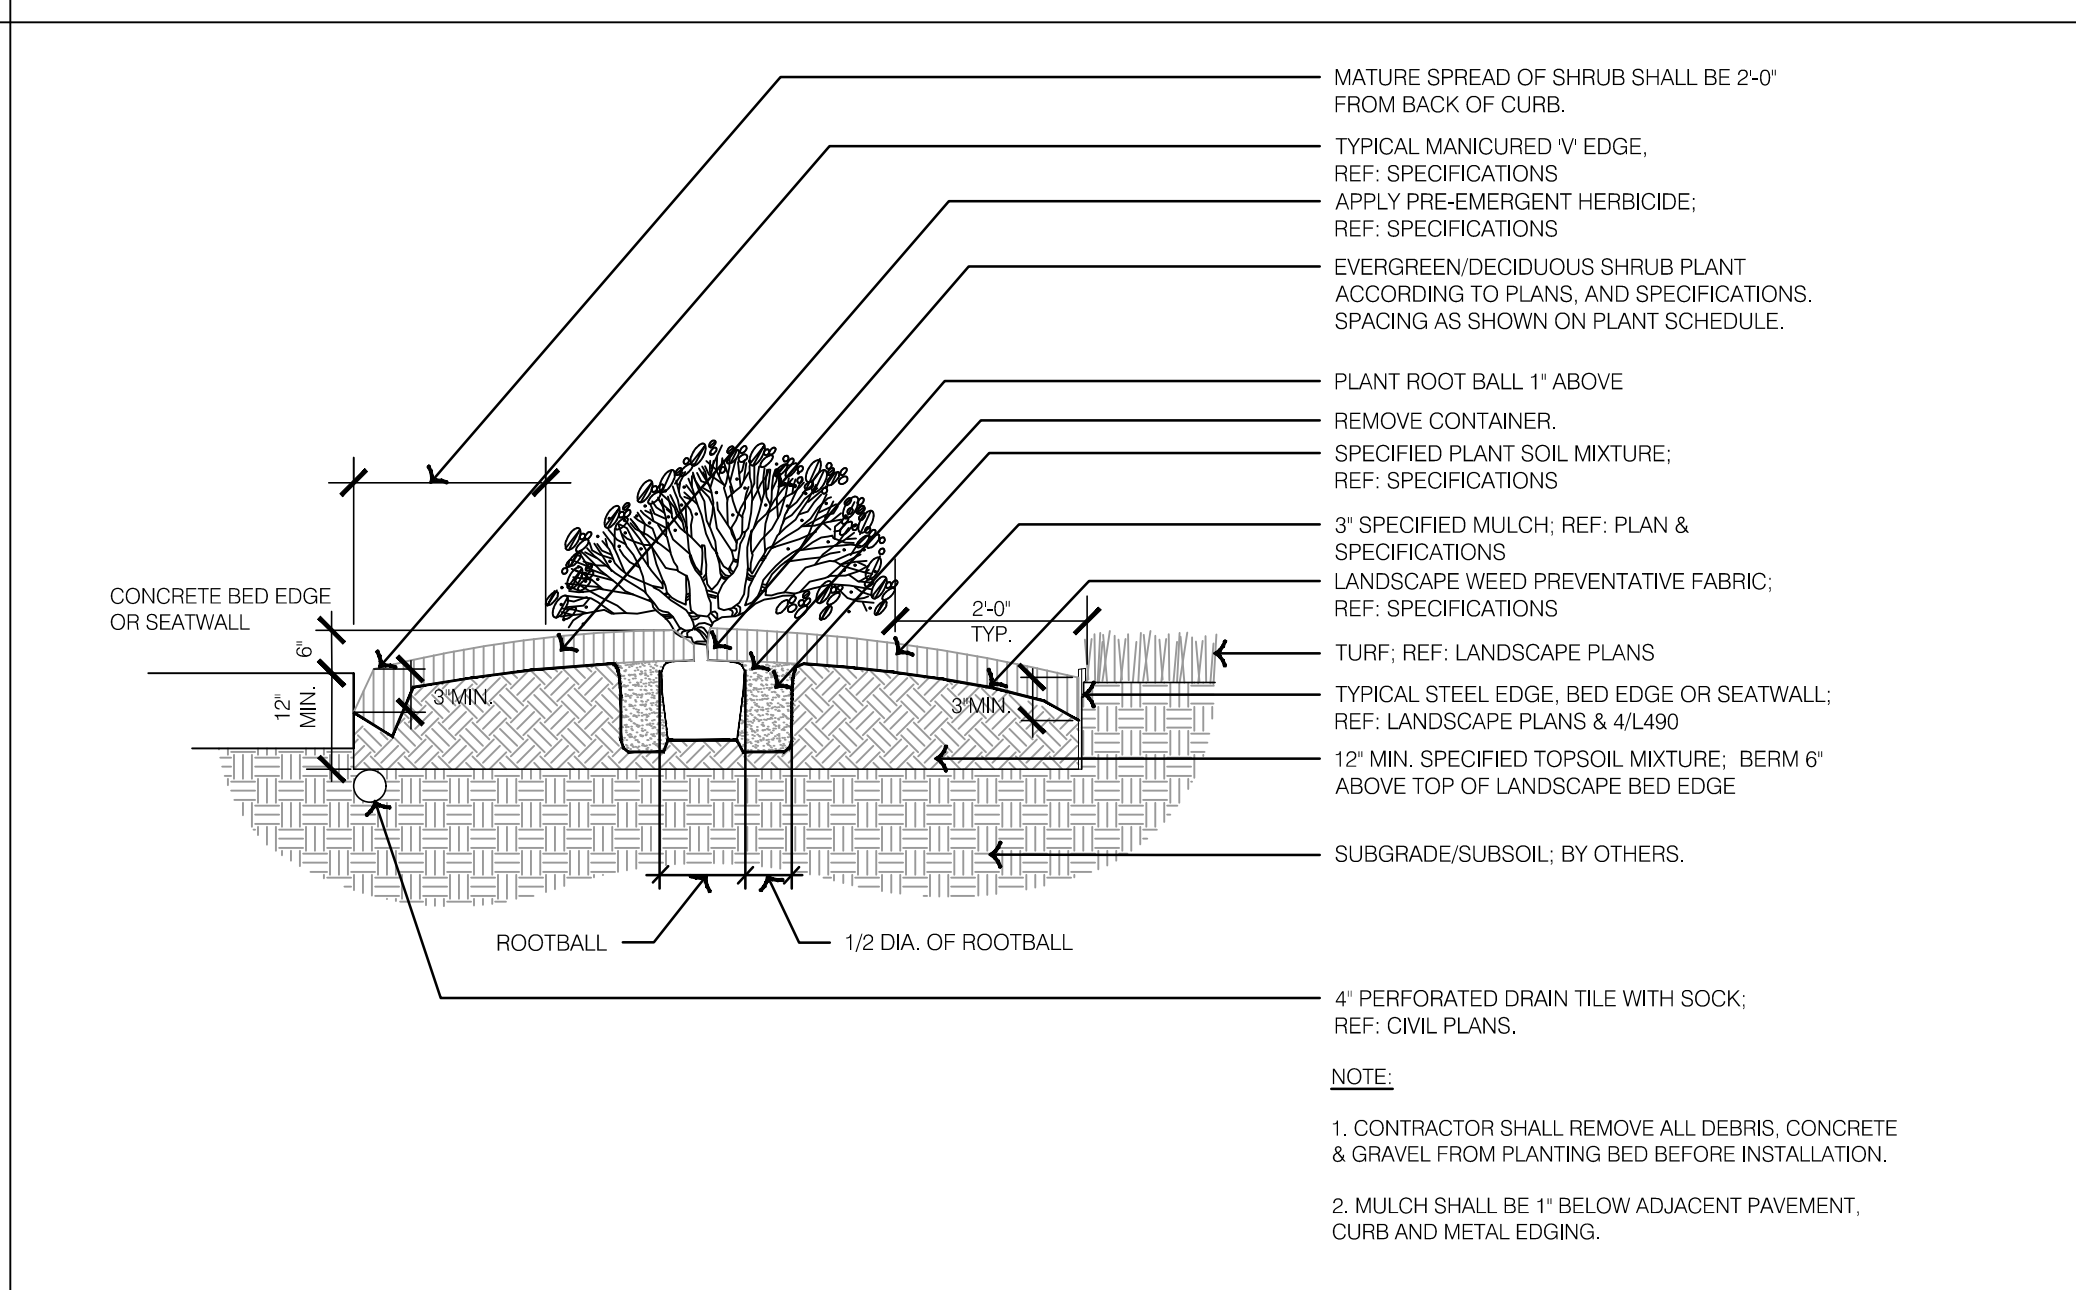 MATURE SPREAD OF SHRUB SHALL BE 2'-0"
FROM BACK OF CURB.
TYPICAL MANICURED 'V' EDGE,
REF: SPECIFICATIONS
APPLY PRE-EMERGENT HERBICIDE;
REF: SPECIFICATIONS
EVERGREEN/DECIDUOUS SHRUB PLANT
ACCORDING TO PLANS, AND SPECIFICATIONS.
SPACING AS SHOWN ON PLANT SCHEDULE.
PLANT ROOT BALL 1" ABOVE
REMOVE CONTAINER.
SPECIFIED PLANT SOIL MIXTURE;
REF: SPECIFICATIONS
3" SPECIFIED MULCH; REF: PLAN &
SPECIFICATIONS
LANDSCAPE WEED PREVENTATIVE FABRIC;
REF: SPECIFICATIONS
TURF; REF: LANDSCAPE PLANS
TYPICAL STEEL EDGE, BED EDGE OR SEATWALL;
REF: LANDSCAPE PLANS & 4/L490
12" MIN. SPECIFIED TOPSOIL MIXTURE; BERM 6"
ABOVE TOP OF LANDSCAPE BED EDGE
SUBGRADE/SUBSOIL; BY OTHERS.
4" PERFORATED DRAIN TILE WITH SOCK;
REF: CIVIL PLANS.
CONCRETE BED EDGE
OR SEATWALL
6"
12"
MIN.
3"MIN.
2'-0"
TYP.
3"MIN.
ROOTBALL
1/2 DIA. OF ROOTBALL
NOTE:
1. CONTRACTOR SHALL REMOVE ALL DEBRIS, CONCRETE
& GRAVEL FROM PLANTING BED BEFORE INSTALLATION.
2. MULCH SHALL BE 1" BELOW ADJACENT PAVEMENT,
CURB AND METAL EDGING.